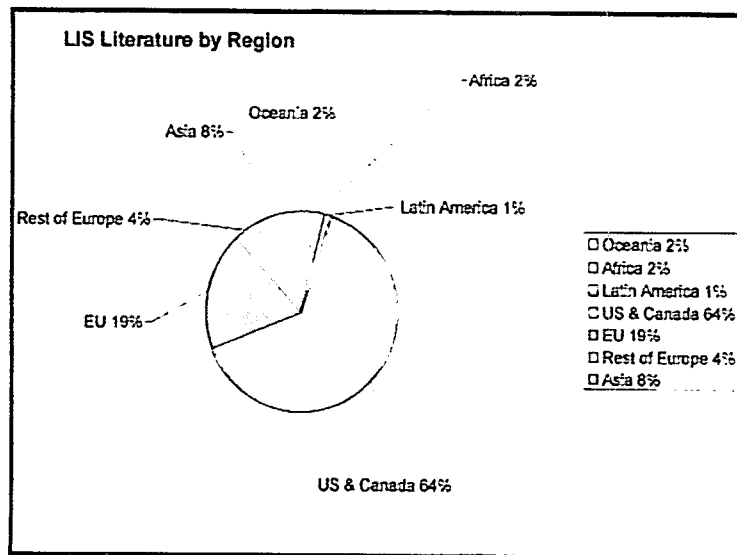 LIS Literature by Region
Africa 2%
Oceania 2%
Asia 8%
Latin America 1%
Rest of Europe 4%
EU 19%
US & Canada 64%
Oceania 2%
Africa 2%
Latin America 1%
US & Canada 64%
EU 19%
Rest of Europe 4%
Asia 8%